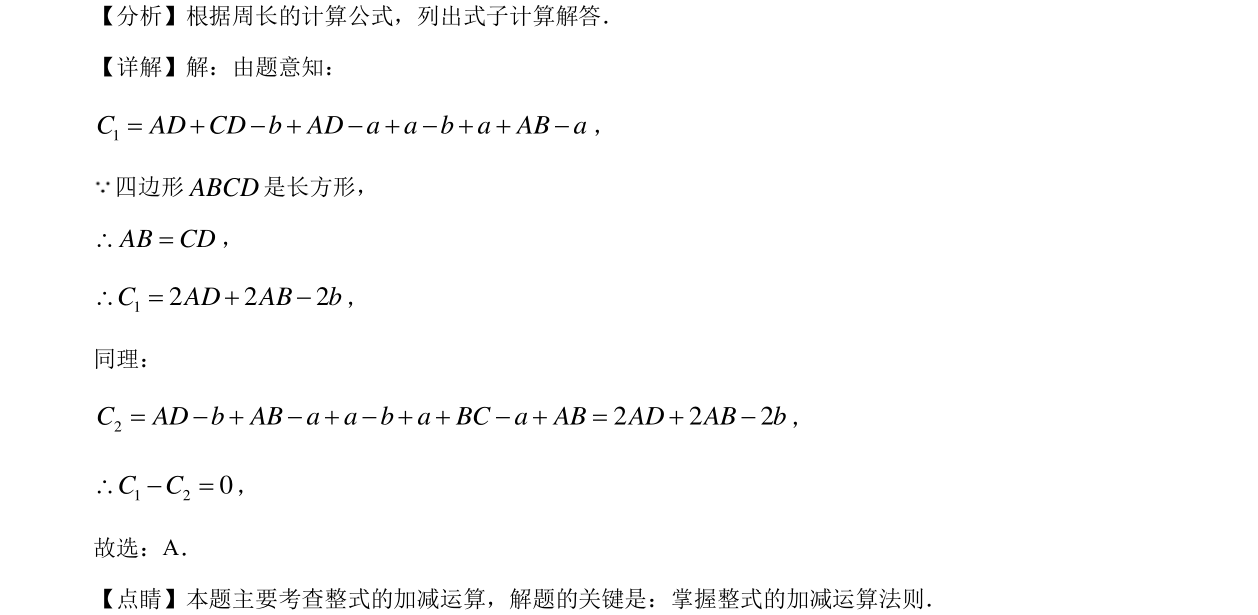 【分析】根据周长的计算公式，列出式子计算解答．
【详解】解：由题意知：
C₁ = AD + CD − b + AD − a + a − b + a + AB − a，
∵四边形 ABCD 是长方形，
∴ AB = CD，
∴ C₁ = 2AD + 2AB − 2b，
同理：
C₂ = AD − b + AB − a + a − b + a + BC − a + AB = 2AD + 2AB − 2b，
∴ C₁ − C₂ = 0，
故选：A．
【点睛】本题主要考查整式的加减运算，解题的关键是：掌握整式的加减运算法则．